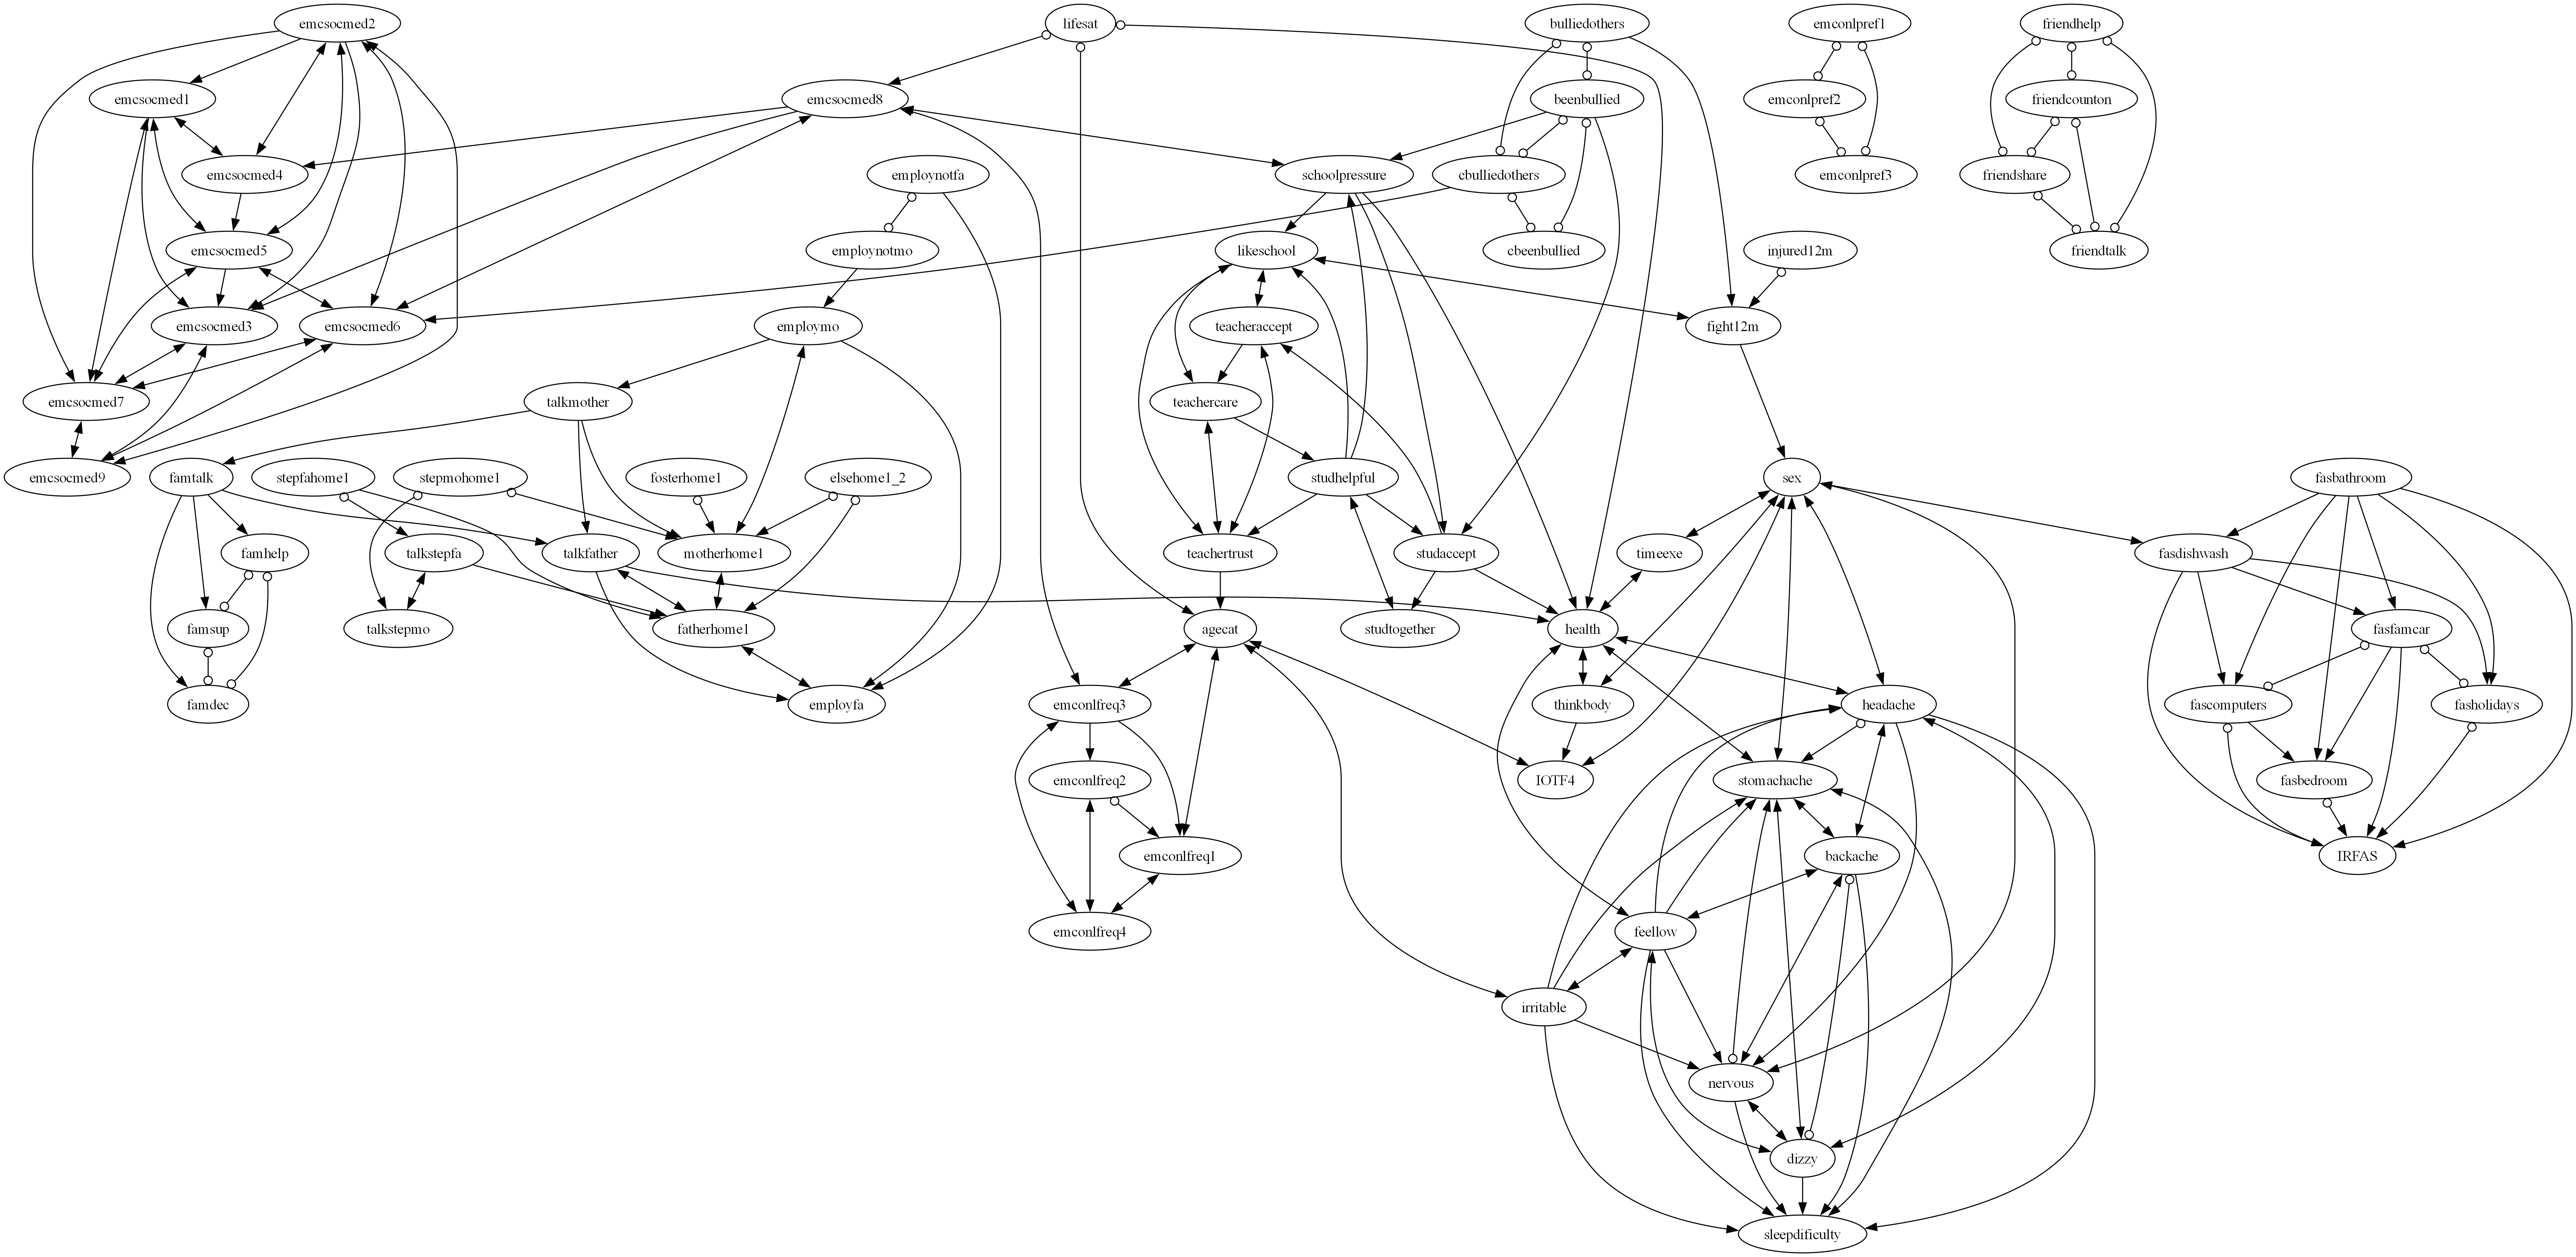 emcsocmed2
lifesat
bulliedothers
emconlpref1
friendhelp
emcsocmed1
emcsocmed8
beenbullied
emconlpref2
friendcounton
emcsocmed4
employnotfa
schoolpressure
cbulliedothers
emconlpref3
friendshare
emcsocmed5
employnotmo
likeschool
cbeenbullied
injured12m
friendtalk
emcsocmed3
emcsocmed6
employmo
teacheraccept
fight12m
emcsocmed7
talkmother
teachercare
emcsocmed9
famtalk
stepfahome1
stepmohome1
fosterhome1
elsehome1_2
studhelpful
sex
fasbathroom
famhelp
talkstepfa
talkfather
motherhome1
teachertrust
studaccept
timeexe
fasdishwash
famsup
talkstepmo
fatherhome1
agecat
studtogether
health
fasfamcar
famdec
employfa
emconlfreq3
thinkbody
headache
fascomputers
fasholidays
emconlfreq2
IOTF4
stomachache
fasbedroom
emconlfreq1
backache
IRFAS
emconlfreq4
feellow
irritable
nervous
dizzy
sleepdificulty